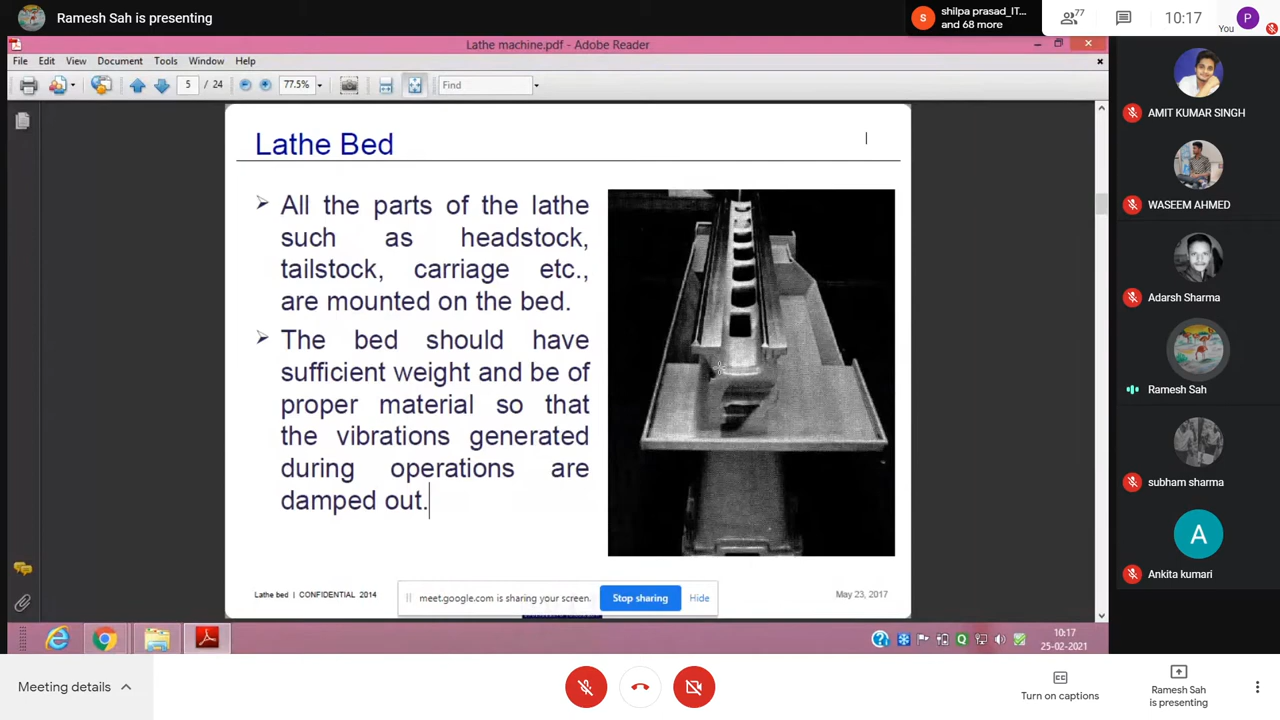 Ramesh Sah is presenting
S
shilpa prasad_IT...
and 68 more
77
10:17
You
P
Lathe machine.pdf - Adobe Reader
File Edit View Document Tools Window Help
5 / 24 77.5% Find
Lathe Bed
All the parts of the lathe
such as headstock,
tailstock, carriage etc.,
are mounted on the bed.
The bed should have
sufficient weight and be of
proper material so that
the vibrations generated
during operations are
damped out.
Lathe bed | CONFIDENTIAL 2014
May 23, 2017
meet.google.com is sharing your screen.
Stop sharing
Hide
10:17
25-02-2021
AMIT KUMAR SINGH
WASEEM AHMED
Adarsh Sharma
Ramesh Sah
subham sharma
A
Ankita kumari
Meeting details
Turn on captions
Ramesh Sah
is presenting